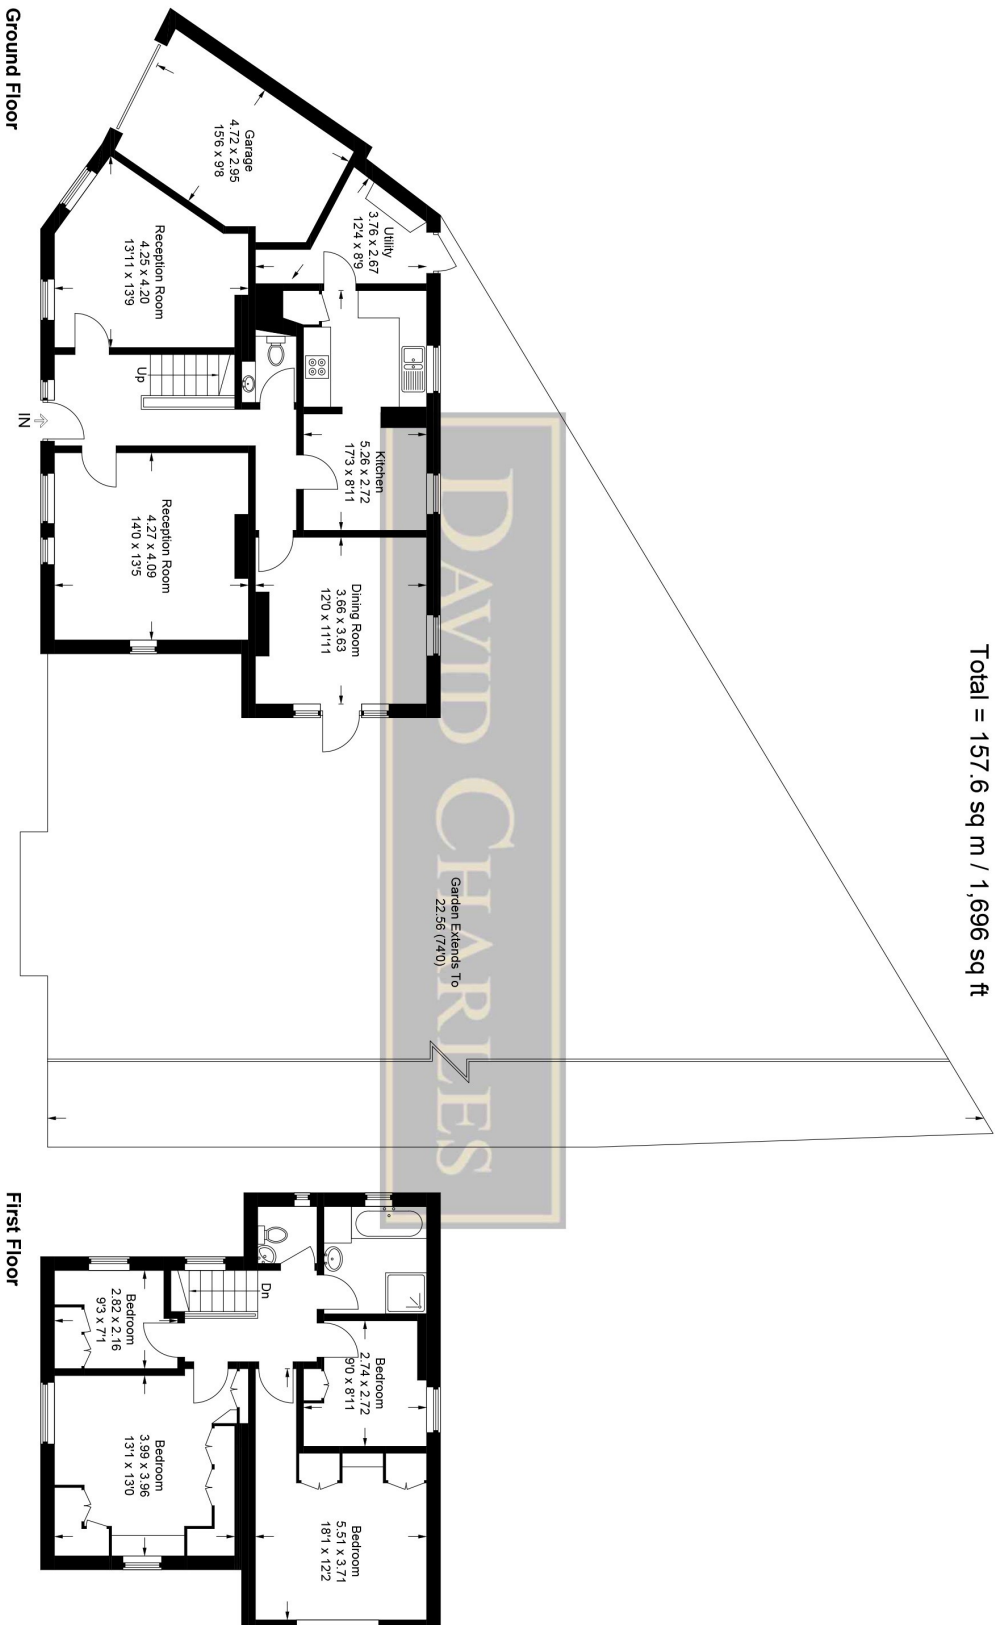 Total = 157.6 sq m / 1,696 sq ft
Garage
4.72 x 2.95
15'6 x 9'8
Utility
3.76 x 2.67
12'4 x 8'9
Reception Room
4.25 x 4.20
13'11 x 13'9
Up
IN
Kitchen
5.26 x 2.72
17'3 x 8'11
Reception Room
4.27 x 4.09
14'0 x 13'5
Dining Room
3.66 x 3.63
12'0 x 11'11
Garden Extends To
22.56 (74'0)
DAVID CHARLES
Ground Floor
Dn
Bedroom
2.82 x 2.16
9'3 x 7'1
Bedroom
2.74 x 2.72
9'0 x 8'11
Bedroom
3.99 x 3.96
13'1 x 13'0
Bedroom
5.51 x 3.71
18'1 x 12'2
First Floor